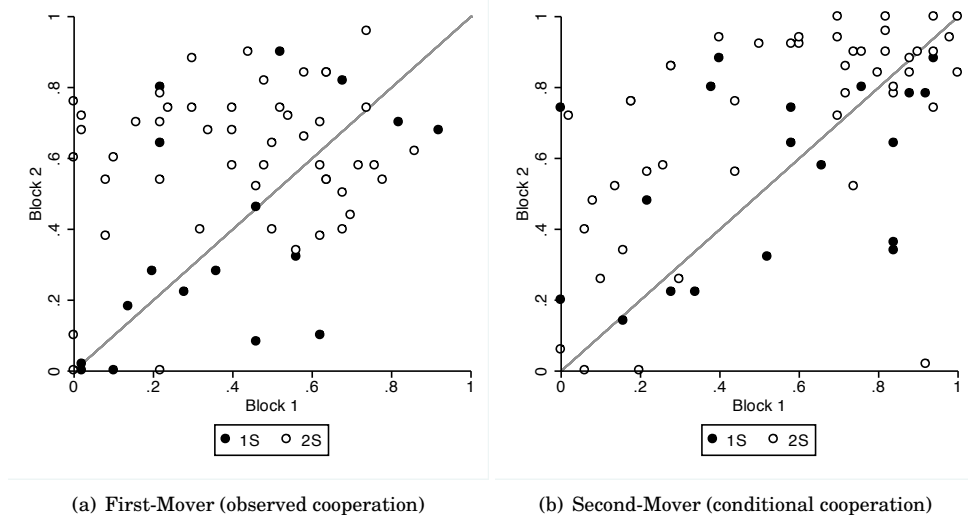 1
.8
.6
.4
.2
0
Block 2
0 .2 .4 .6 .8 1
Block 1
1S 2S
(a) First-Mover (observed cooperation)
1
.8
.6
.4
.2
0
Block 2
0 .2 .4 .6 .8 1
Block 1
1S 2S
(b) Second-Mover (conditional cooperation)